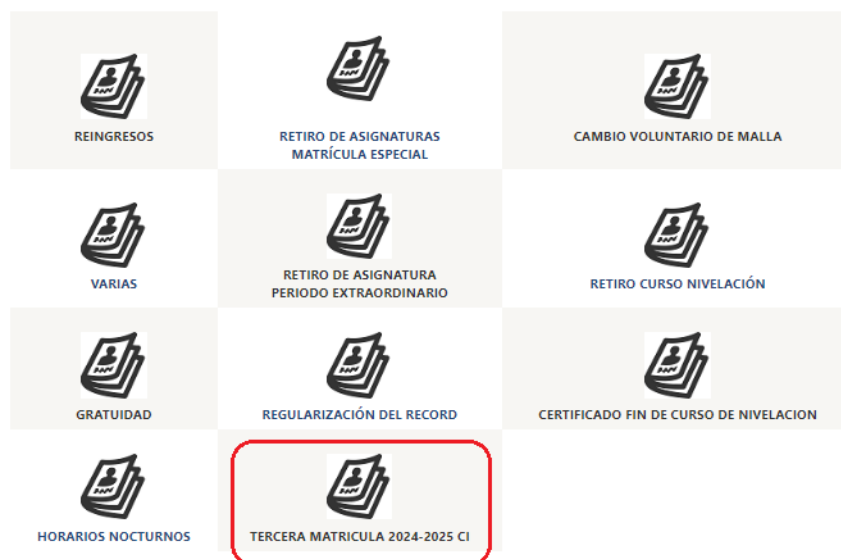 REINGRESOS
RETIRO DE ASIGNATURAS
MATRÍCULA ESPECIAL
CAMBIO VOLUNTARIO DE MALLA
VARIAS
RETIRO DE ASIGNATURA
PERIODO EXTRAORDINARIO
RETIRO CURSO NIVELACIÓN
GRATUIDAD
REGULARIZACIÓN DEL RECORD
CERTIFICADO FIN DE CURSO DE NIVELACION
HORARIOS NOCTURNOS
TERCERA MATRICULA 2024-2025 CI